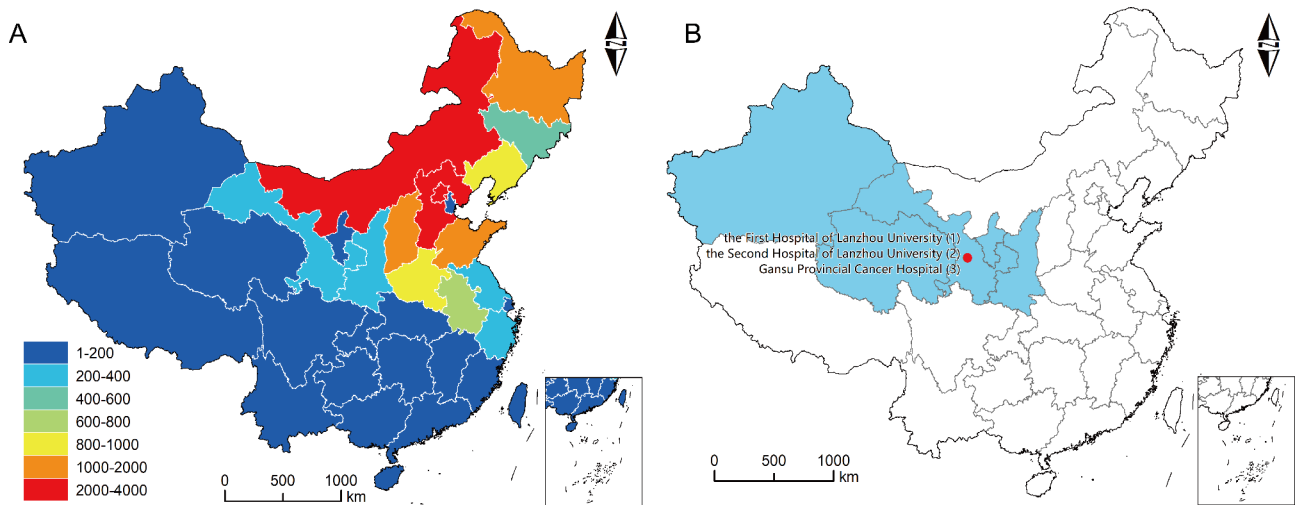 A
N
1-200
200-400
400-600
600-800
800-1000
1000-2000
2000-4000
0 500 1000
km
B
N
the First Hospital of Lanzhou University (1)
the Second Hospital of Lanzhou University (2)
Gansu Provincial Cancer Hospital (3)
0 500 1000
km